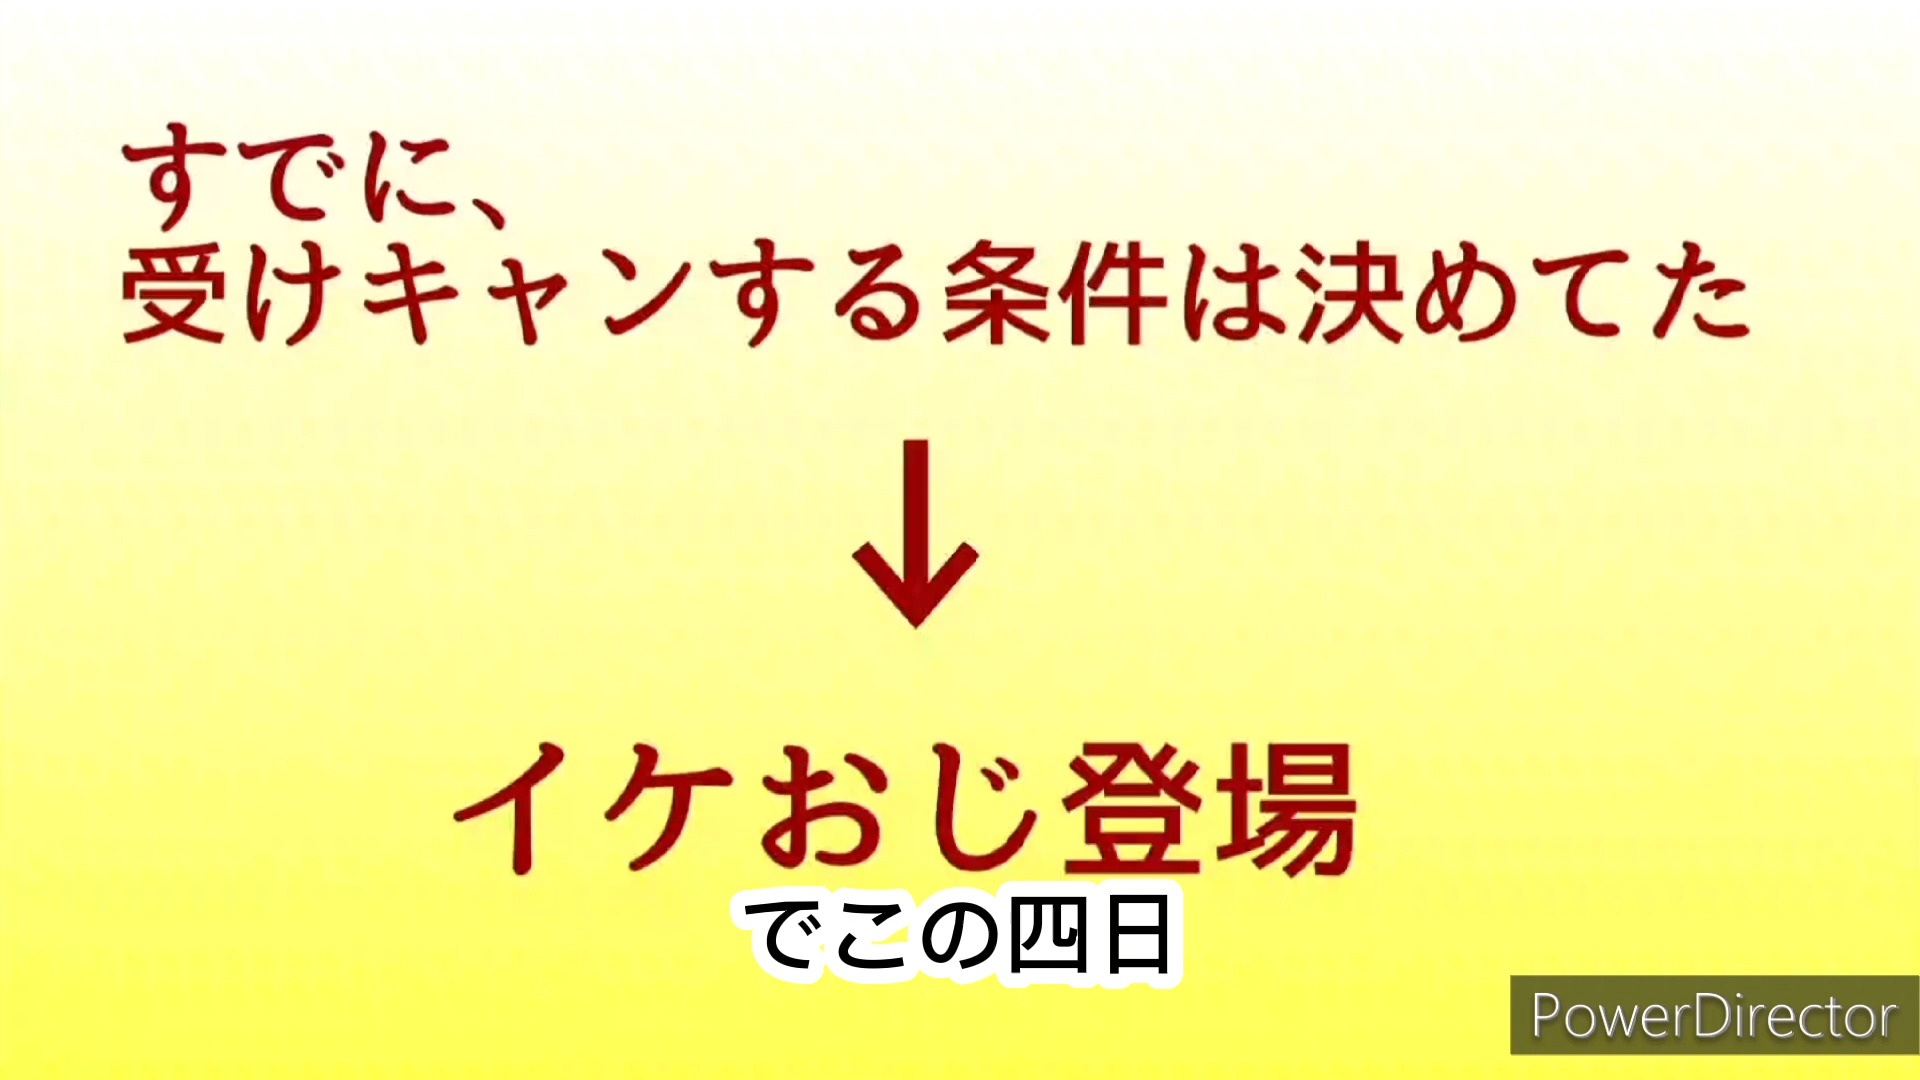 すでに、
受けキャンする条件は決めてた
↓
イケおじ登場
でこの四日
PowerDirector